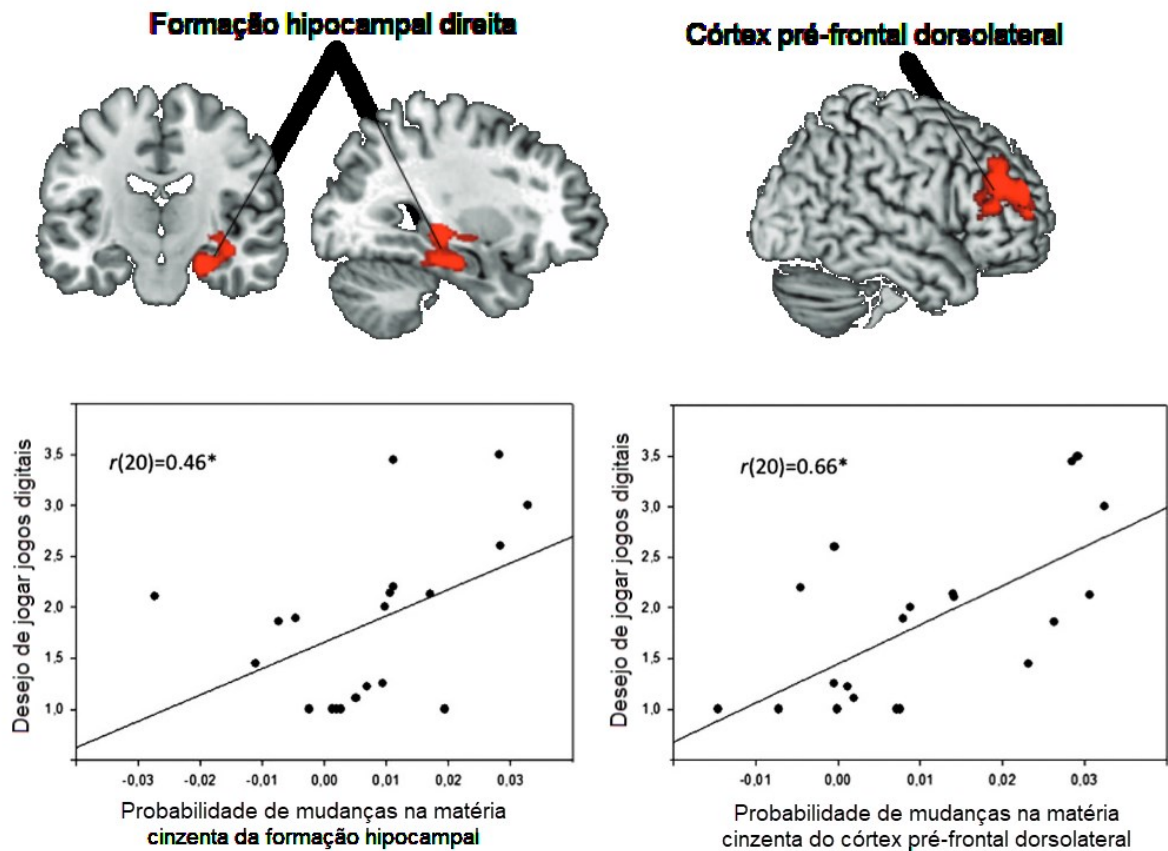 Formação hipocampal direita
Córtex pré-frontal dorsolateral
Desejo de jogar jogos digitais
r(20)=0.46*
3,5
3,0
2,5
2,0
1,5
1,0
-0,03
-0,02
-0,01
0,00
0,01
0,02
0,03
Probabilidade de mudanças na matéria
cinzenta da formação hipocampal
Desejo de jogar jogos digitais
r(20)=0.66*
3,5
3,0
2,5
2,0
1,5
1,0
-0,01
0,00
0,01
0,02
0,03
Probabilidade de mudanças na matéria
cinzenta do córtex pré-frontal dorsolateral